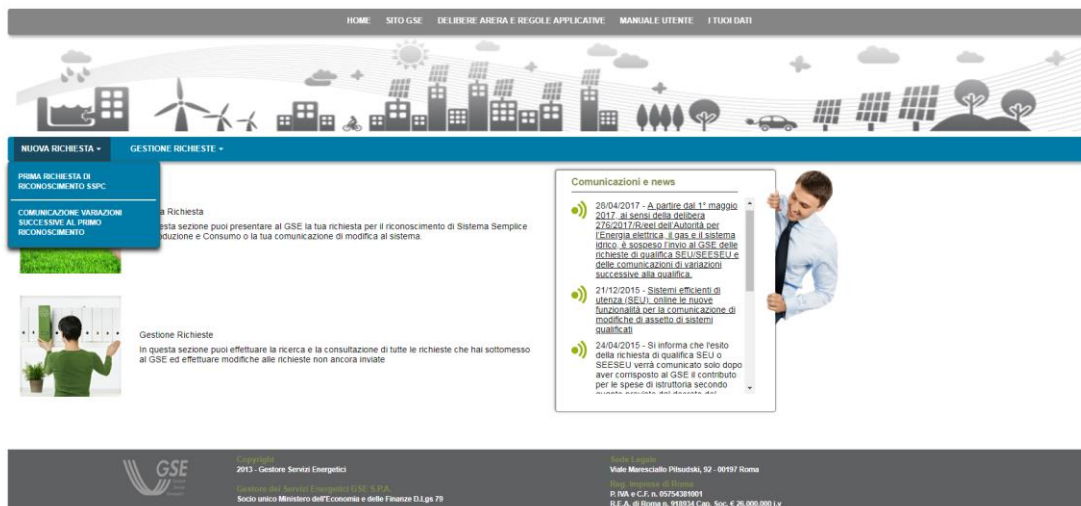 HOME SITO GSE DELIBERE ARERA E REGOLE APPLICATIVE MANUALE UTENTE I TUOI DATI
NUOVA RICHIESTA GESTIONE RICHIESTE
PRIMA RICHIESTA DI
RICONOSCIMENTO SSPC
COMUNICAZIONE VARIAZIONI
SUCCESSIVE AL PRIMO
RICONOSCIMENTO
a Richiesta
esta sezione puoi presentare al GSE la tua richiesta per il riconoscimento di Sistema Semplice
duzione e Consumo o la tua comunicazione di modifica al sistema.
Gestione Richieste
In questa sezione puoi effettuare la ricerca e la consultazione di tutte le richieste che hai sottomesso
al GSE ed effettuare modifiche alle richieste non ancora inviate
Comunicazioni e news
26/04/2017 - A partire dal 1° maggio
2017, ai sensi della delibera
276/2017/R/eel dell'Autorità per
l'Energia elettrica, il gas e il sistema
idrico, è sospeso l'invio al GSE delle
richieste di qualifica SEU/SEESEU e
delle comunicazioni di variazioni
successive alla qualifica.
21/12/2015 - Sistemi efficienti di
utenza (SEU): online le nuove
funzionalità per la comunicazione di
modifiche di assetto di sistemi
qualificati
24/04/2015 - Si informa che l'esito
della richiesta di qualifica SEU o
SEESEU verrà comunicato solo dopo
aver corrisposto al GSE il contributo
per le spese di istruttoria secondo
quanto previsto dal decreto del
GSE
Copyright
2013 - Gestore Servizi Energetici
Gestore dei Servizi Energetici GSE S.P.A.
Socio unico Ministero dell'Economia e delle Finanze D.Lgs 79
Sede Legale
Viale Maresciallo Pilsudski, 92 - 00197 Roma
Reg. Imprese di Roma
P. IVA e C.F. n. 05754381001
R.E.A. di Roma n. 918934 Cap. Soc. € 26.000.000 i.v